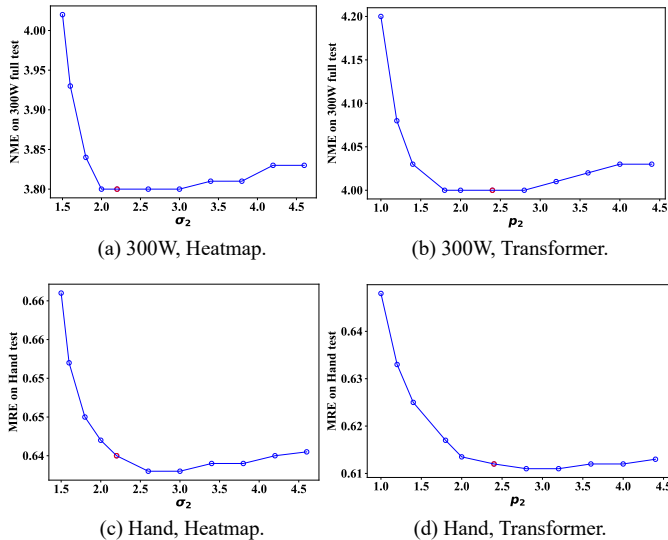 NME on 300W full test
4.00
3.95
3.90
3.85
3.80
1.5 2.0 2.5 3.0 3.5 4.0 4.5
σ₂
(a) 300W, Heatmap.
NME on 300W full test
4.20
4.15
4.10
4.05
4.00
1.0 1.5 2.0 2.5 3.0 3.5 4.0 4.5
p₂
(b) 300W, Transformer.
MRE on Hand test
0.66
0.66
0.65
0.65
0.64
1.5 2.0 2.5 3.0 3.5 4.0 4.5
σ₂
(c) Hand, Heatmap.
MRE on Hand test
0.64
0.63
0.62
0.61
1.0 1.5 2.0 2.5 3.0 3.5 4.0 4.5
p₂
(d) Hand, Transformer.